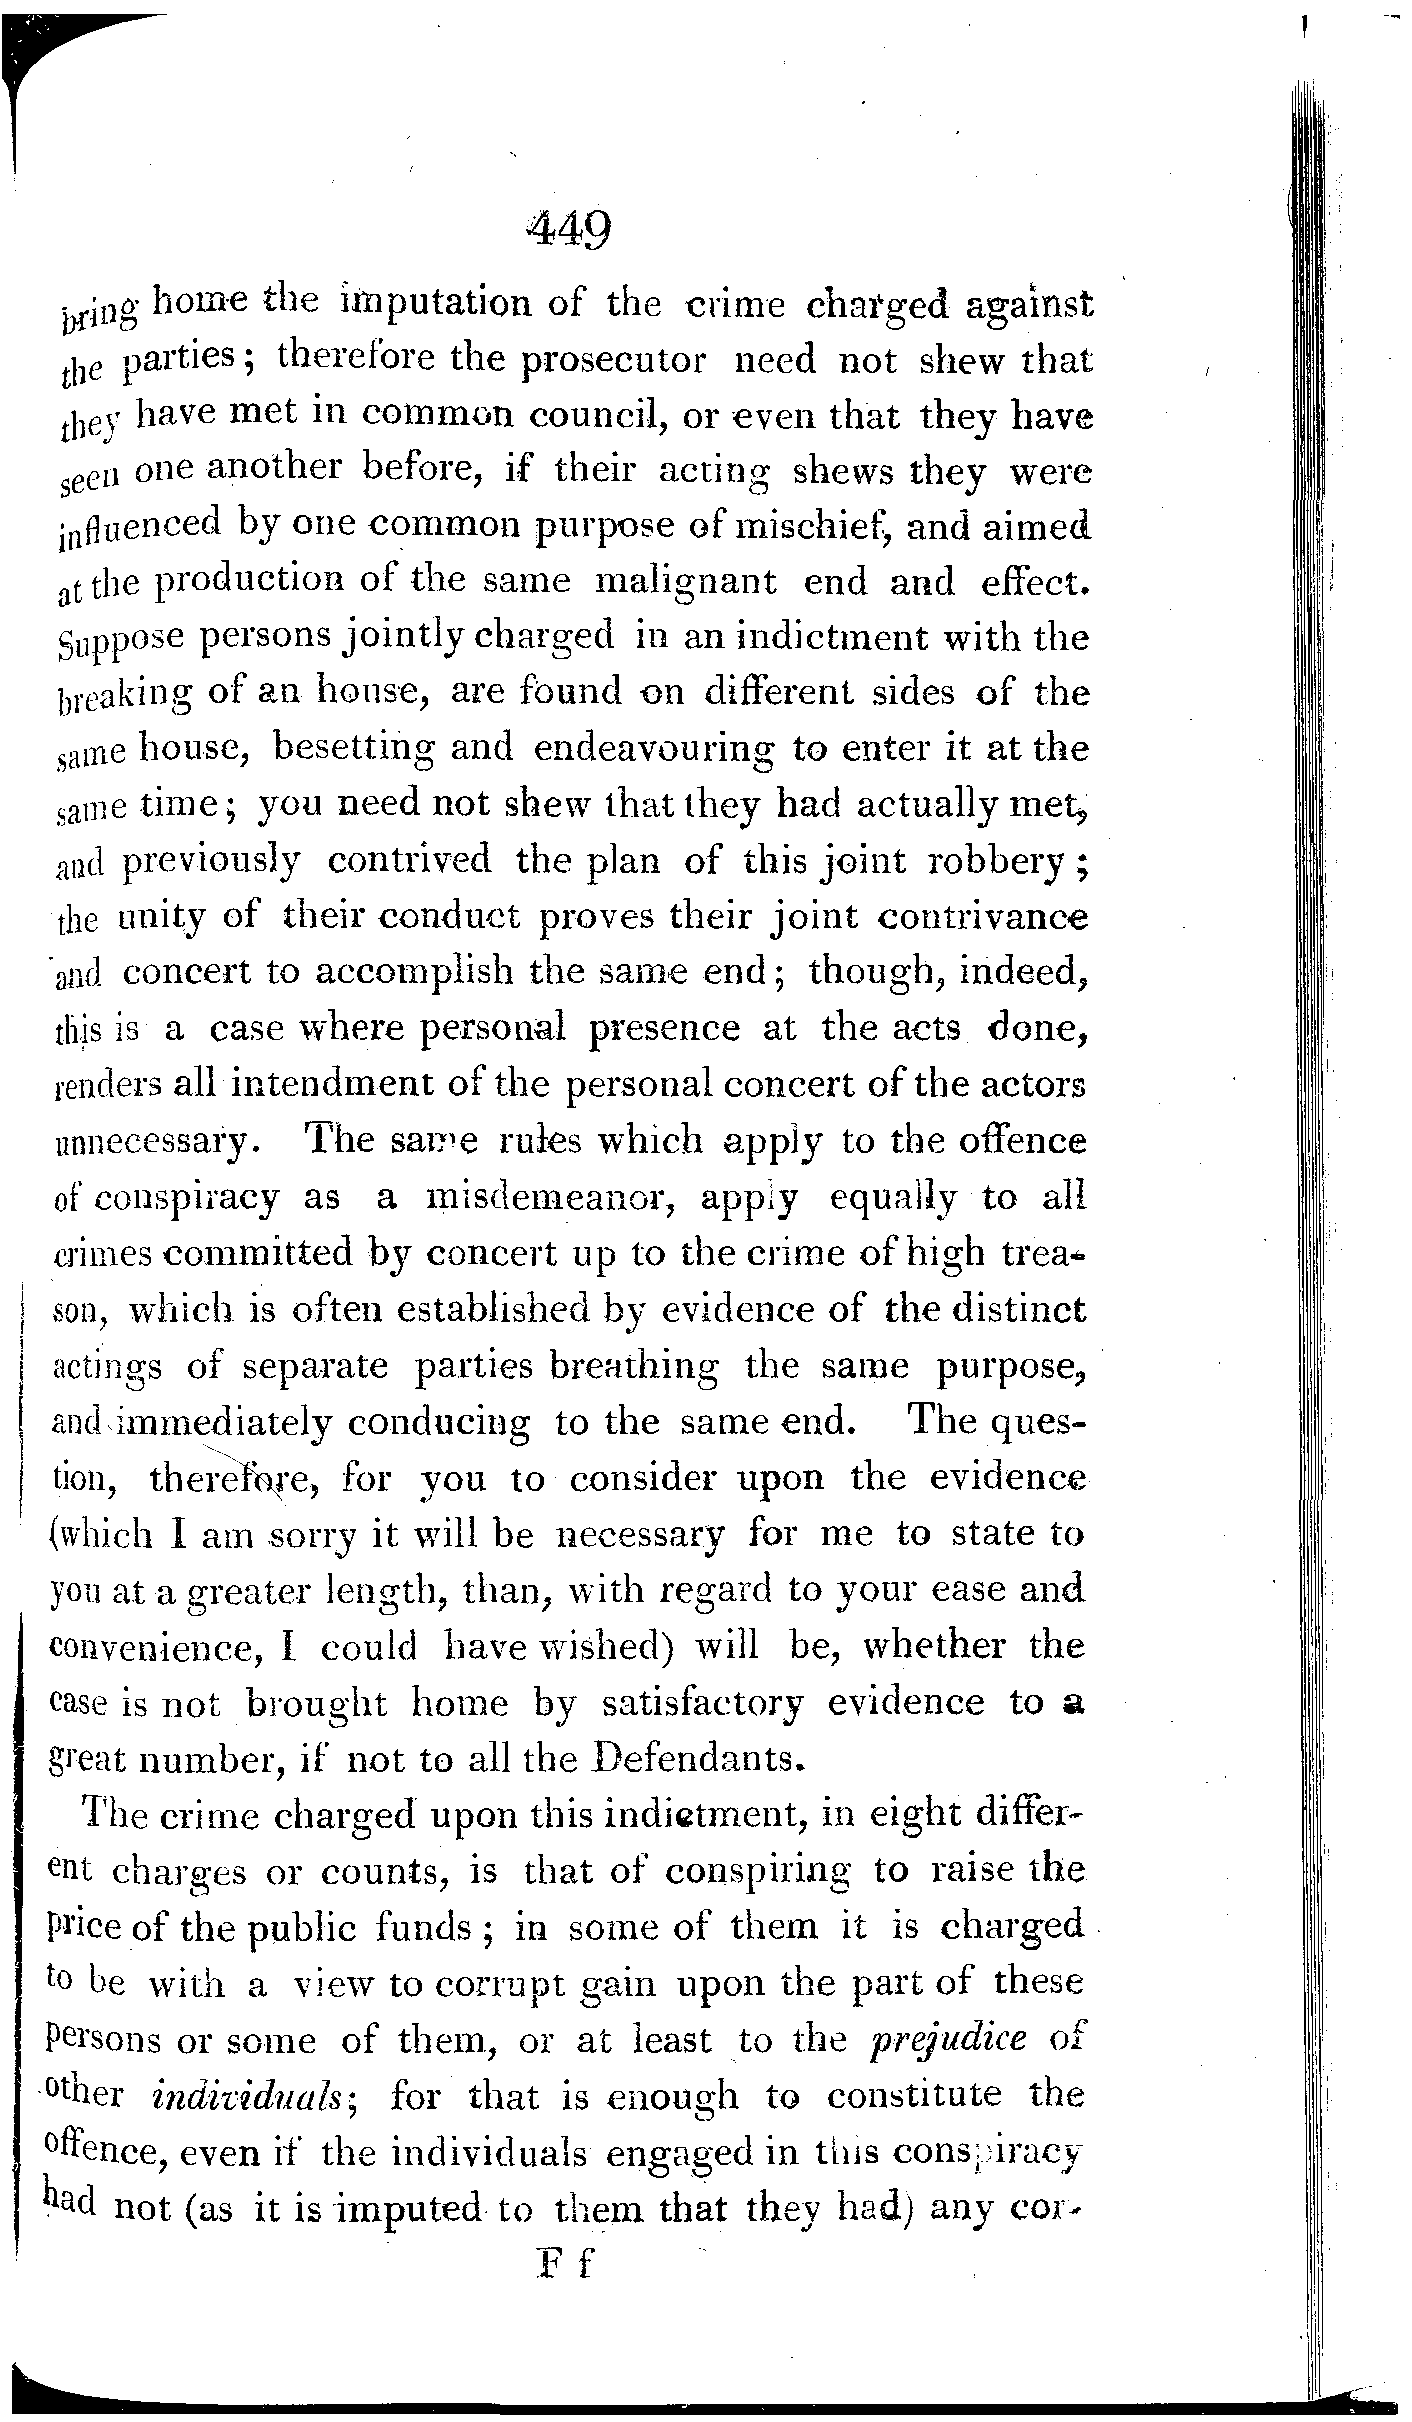 449
bring home the imputation of the crime charged against
the parties; therefore the prosecutor need not shew that
they have met in common council, or even that they have
seen one another before, if their acting shews they were
influenced by one common purpose of mischief, and aimed
at the production of the same malignant end and effect.
Suppose persons jointly charged in an indictment with the
breaking of an house, are found on different sides of the
same house, besetting and endeavouring to enter it at the
same time; you need not shew that they had actually met,
and previously contrived the plan of this joint robbery;
the unity of their conduct proves their joint contrivance
and concert to accomplish the same end; though, indeed,
this is a case where personal presence at the acts done,
renders all intendment of the personal concert of the actors
unnecessary. The same rules which apply to the offence
of conspiracy as a misdemeanor, apply equally to all
crimes committed by concert up to the crime of high trea-
son, which is often established by evidence of the distinct
actings of separate parties breathing the same purpose,
and immediately conducing to the same end. The ques-
tion, therefore, for you to consider upon the evidence
(which I am sorry it will be necessary for me to state to
you at a greater length, than, with regard to your ease and
convenience, I could have wished) will be, whether the
case is not brought home by satisfactory evidence to a
great number, if not to all the Defendants.
The crime charged upon this indictment, in eight differ-
ent charges or counts, is that of conspiring to raise the
price of the public funds; in some of them it is charged
to be with a view to corrupt gain upon the part of these
persons or some of them, or at least to the prejudice of
other individuals; for that is enough to constitute the
offence, even if the individuals engaged in this conspiracy
had not (as it is imputed to them that they had) any cor-
F f